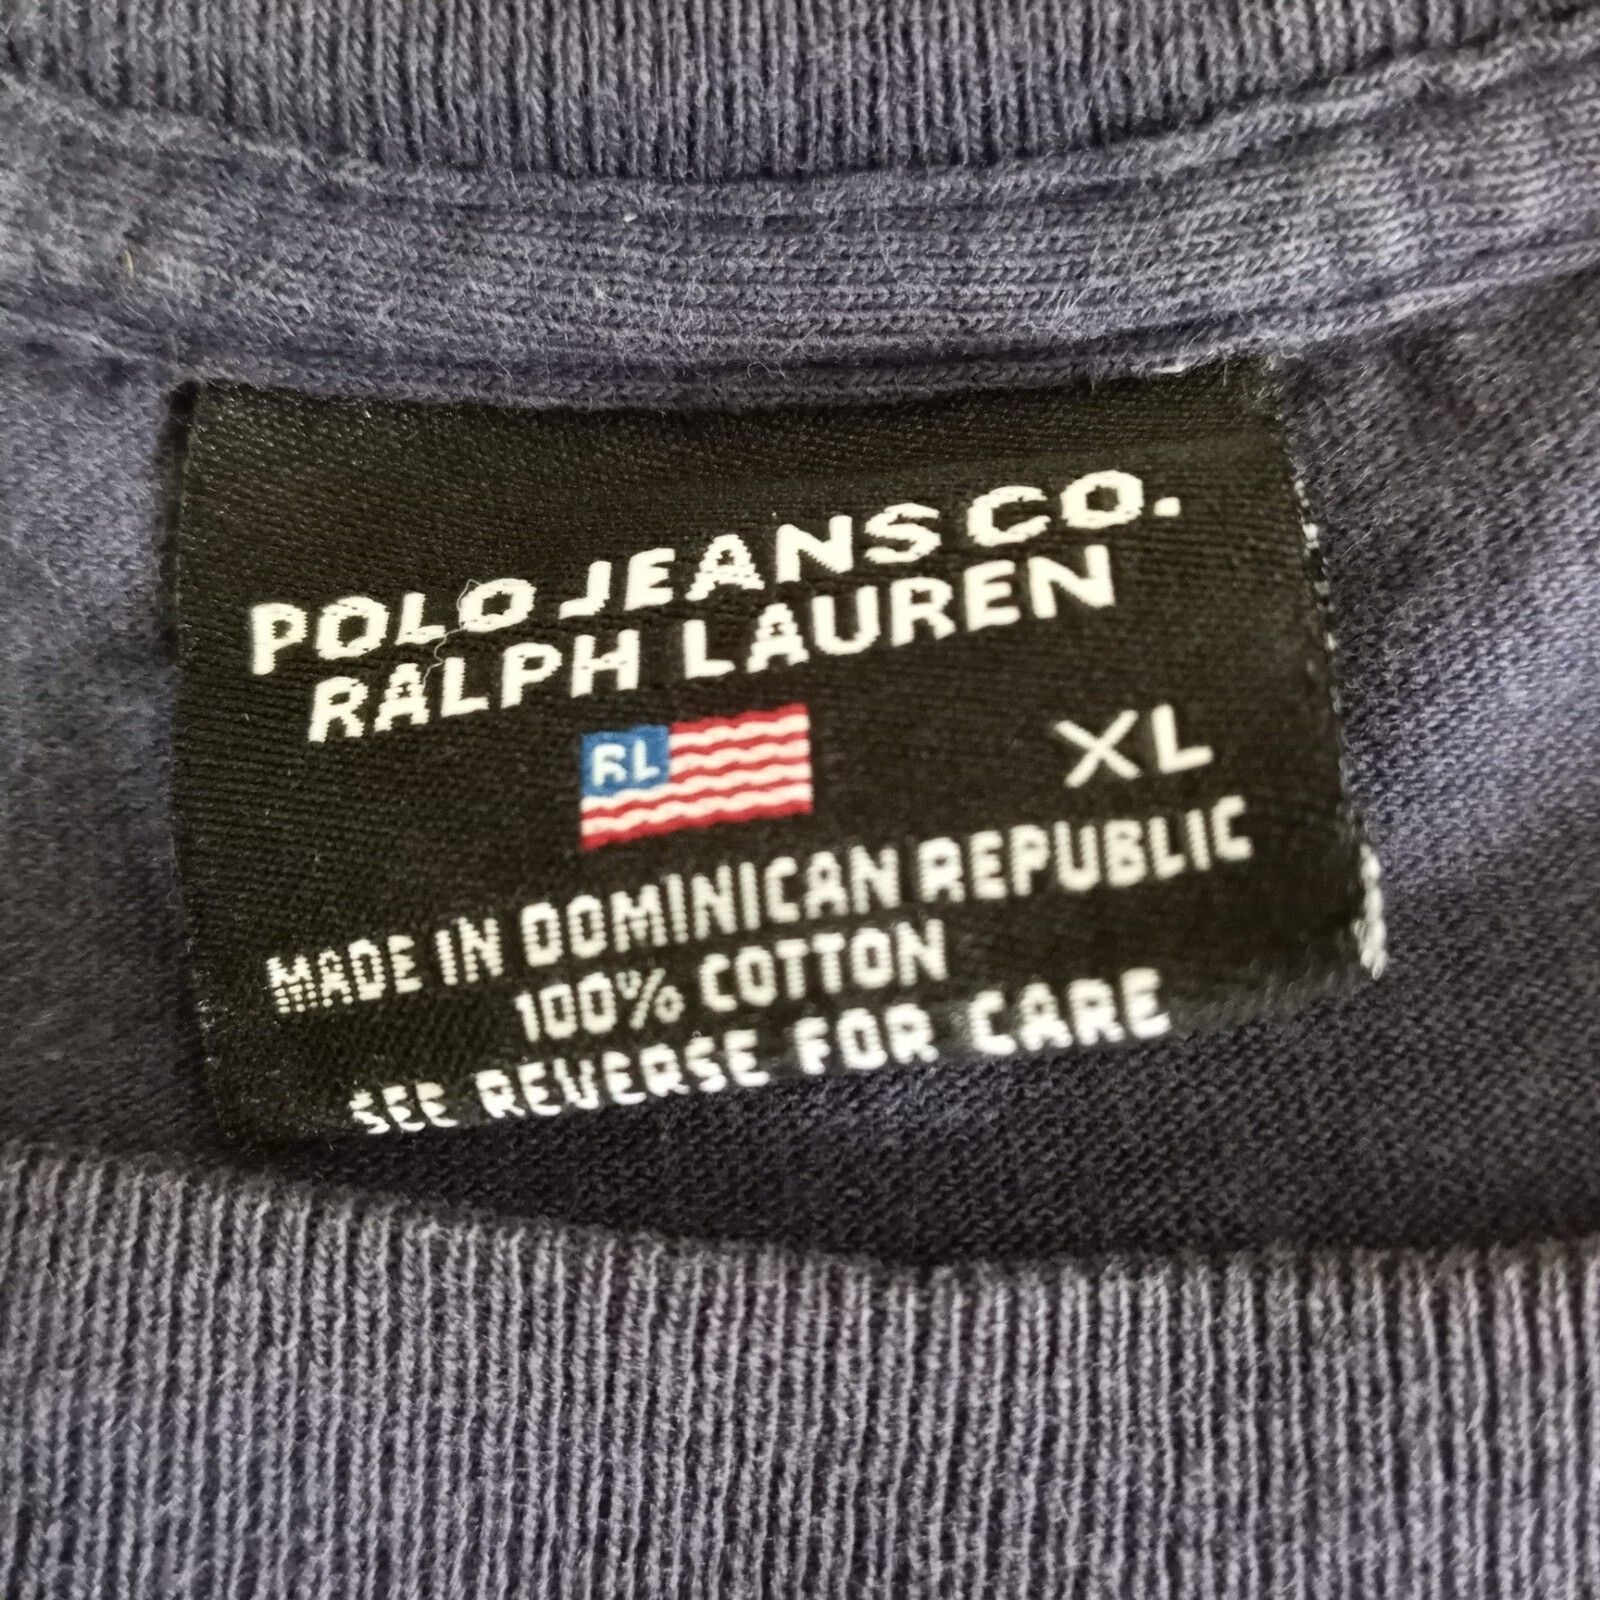 POLO JEANS CO.
RALPH LAUREN
RL
XL
MADE IN DOMINICAN REPUBLIC
100% COTTON
SEE REVERSE FOR CARE